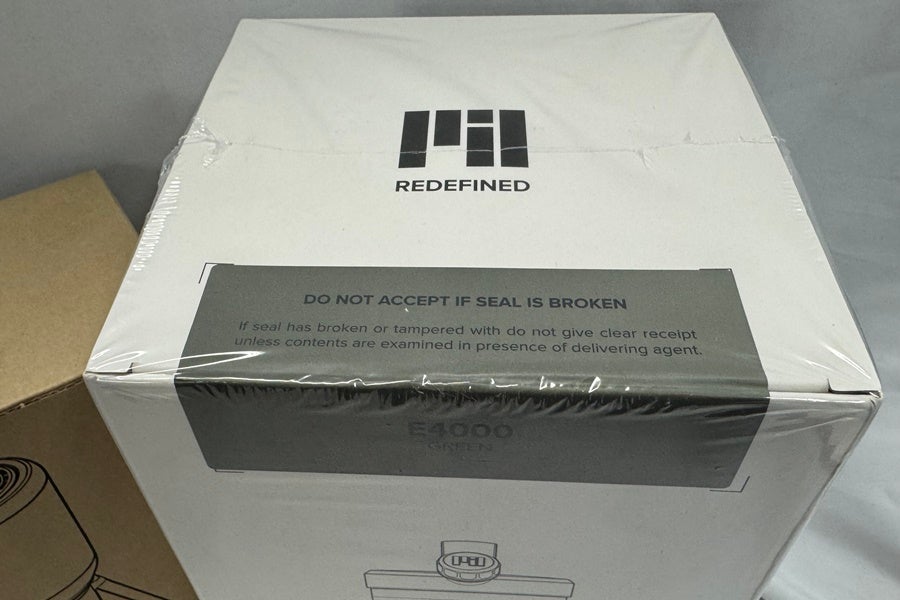 REDEFINED
DO NOT ACCEPT IF SEAL IS BROKEN
If seal has broken or tampered with do not give clear receipt
unless contents are examined in presence of delivering agent.
E4000
GREEN